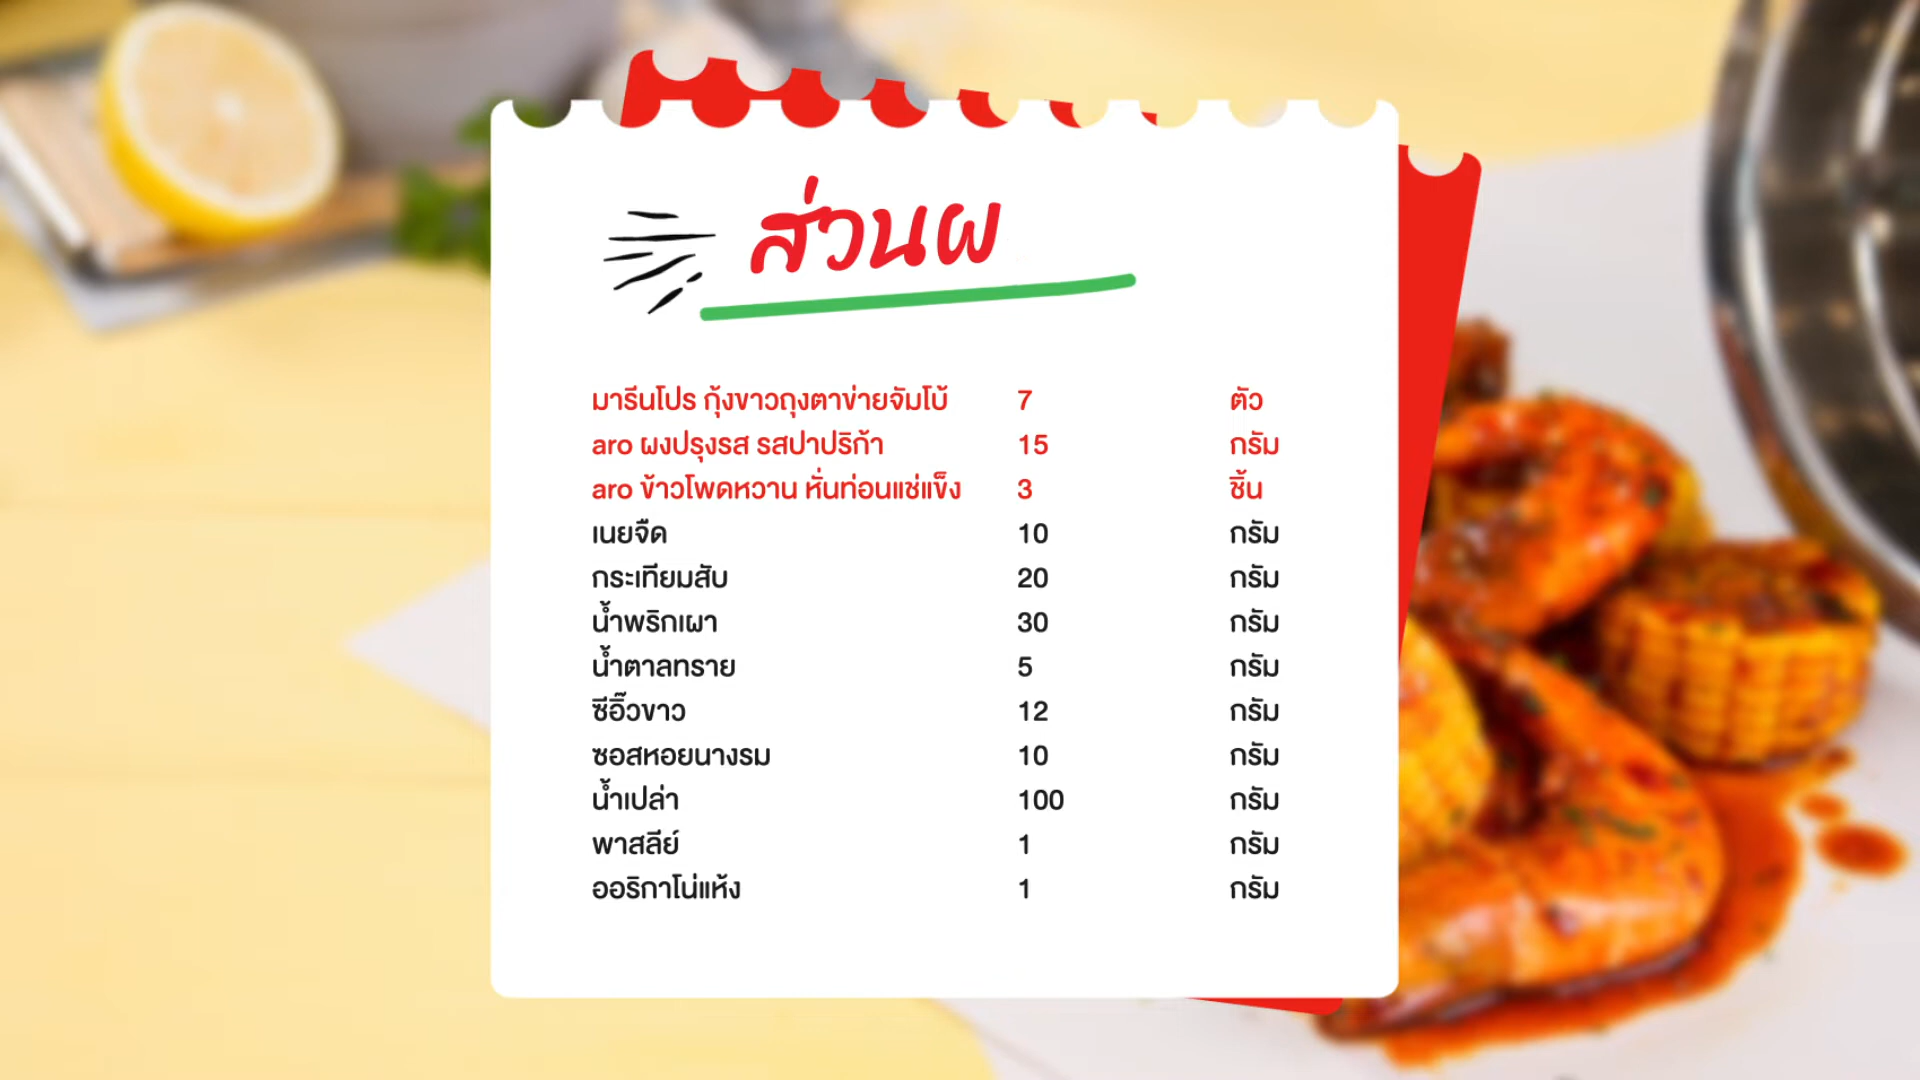 ส่วนผ
มารีนโปร กุ้งขาวถุงตาข่ายจัมโบ้ 7 ตัว
aro ผงปรุงรส รสปาปริก้า 15 กรัม
aro ข้าวโพดหวาน หั่นท่อนแช่แข็ง 3 ชิ้น
เนยจืด 10 กรัม
กระเทียมสับ 20 กรัม
น้ำพริกเผา 30 กรัม
น้ำตาลทราย 5 กรัม
ซีอิ๊วขาว 12 กรัม
ซอสหอยนางรม 10 กรัม
น้ำเปล่า 100 กรัม
พาสลีย์ 1 กรัม
ออริกาโน่แห้ง 1 กรัม